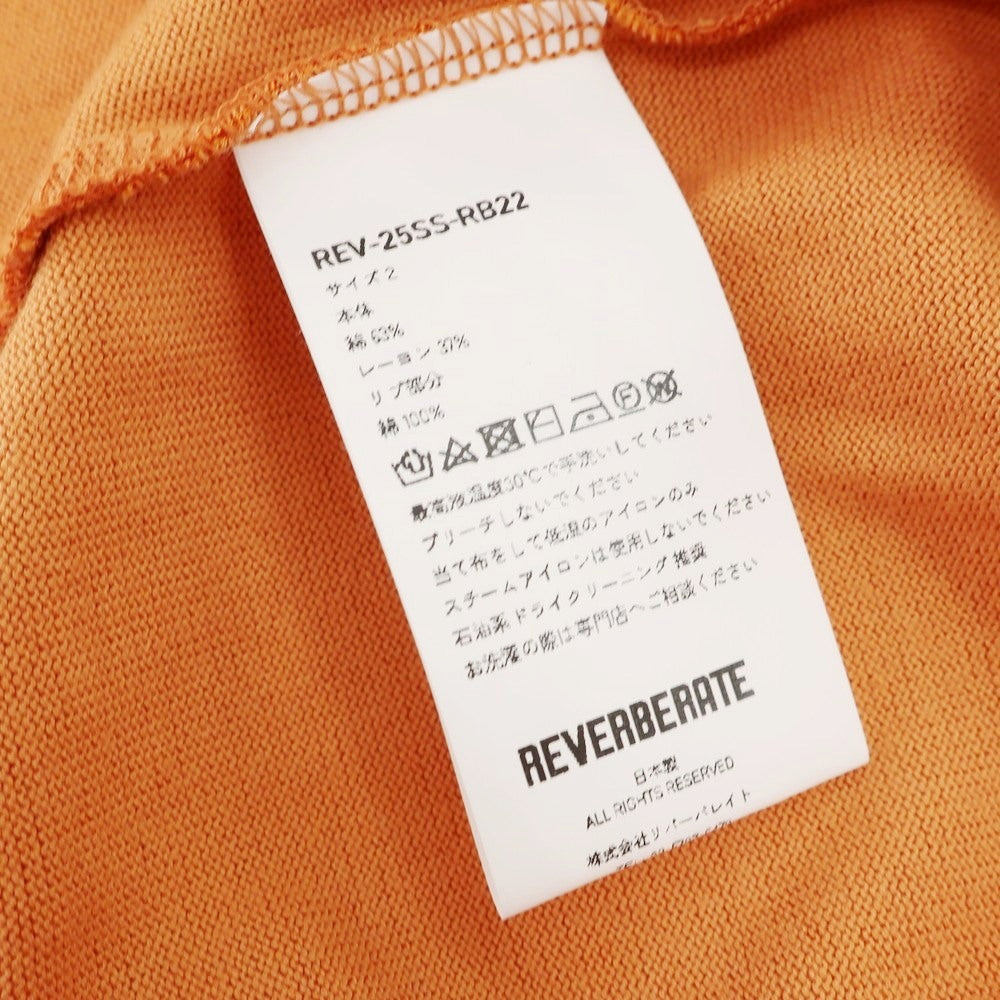 REV-25SS-RB22
サイズ 2
本体
綿 63%
レーヨン 37%
リブ部分
綿 100%
最高液温度30℃で手洗いしてください
ブリーチしないでください
当て布をして低温のアイロンのみ
スチームアイロンは使用しないでください
石油系ドライクリーニング推奨
お洗濯の際は専門店へご相談ください
REVERBERATE
日本製
ALL RIGHTS RESERVED
株式会社リバーバレイト